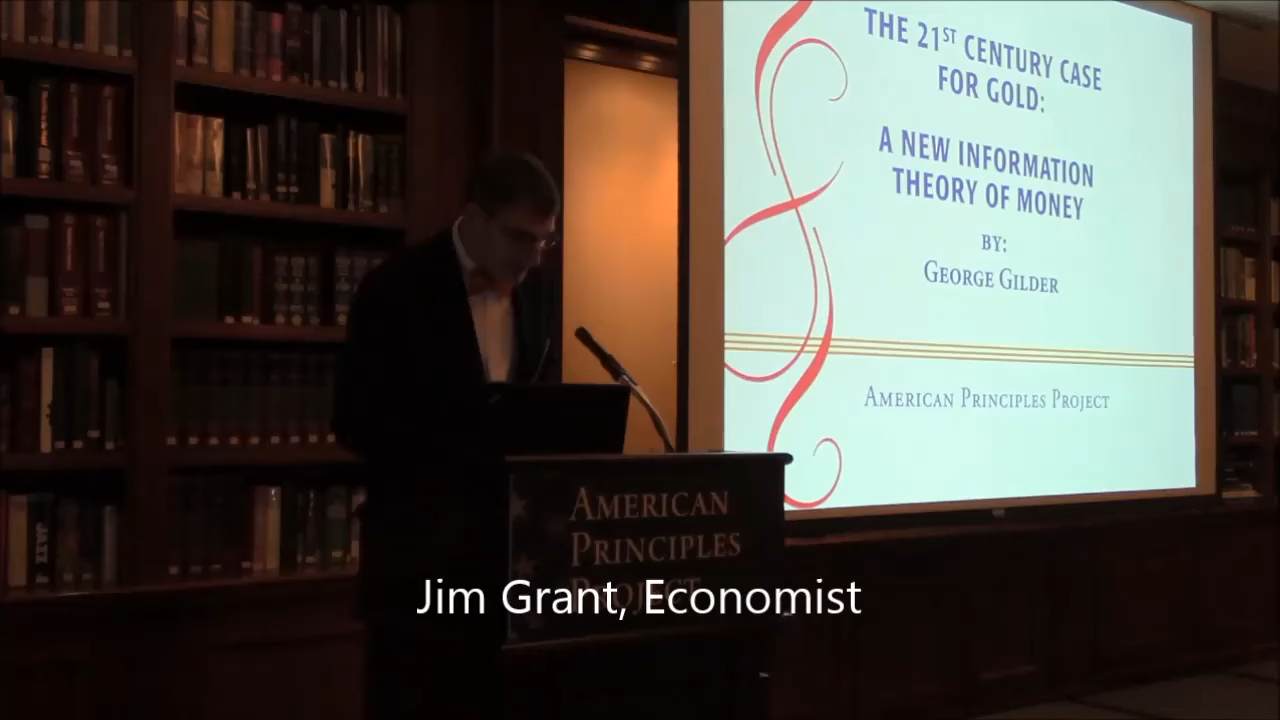 THE 21ST CENTURY CASE
FOR GOLD:
A NEW INFORMATION
THEORY OF MONEY
BY:
GEORGE GILDER
AMERICAN PRINCIPLES PROJECT
AMERICAN
PRINCIPLES
PROJECT
Jim Grant, Economist